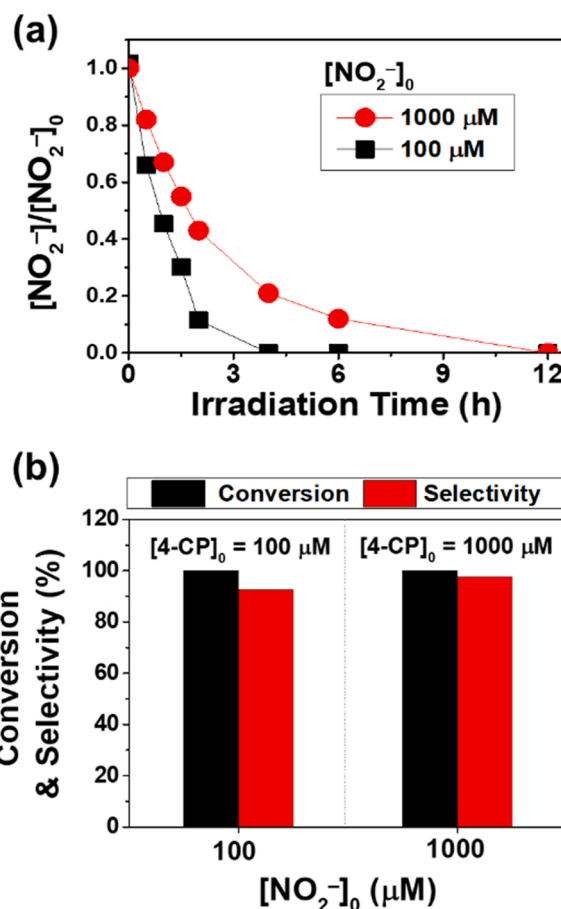 (a)
[NO₂⁻]₀
1000 μM
100 μM
[NO₂⁻]/[NO₂⁻]₀
1.0
0.8
0.6
0.4
0.2
0.0
0 3 6 9 12
Irradiation Time (h)
(b)
Conversion Selectivity
[4-CP]₀ = 100 μM [4-CP]₀ = 1000 μM
Conversion
& Selectivity (%)
120
100
80
60
40
20
0
100 1000
[NO₂⁻]₀ (μM)